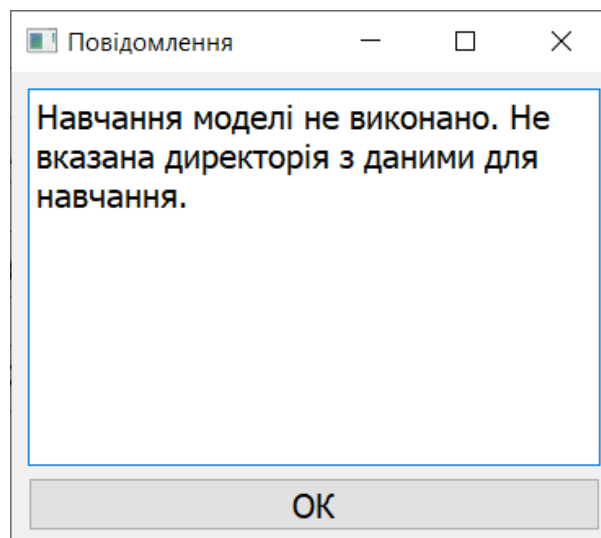 Повідомлення
Навчання моделі не виконано. Не
вказана директорія з даними для
навчання.
ОК